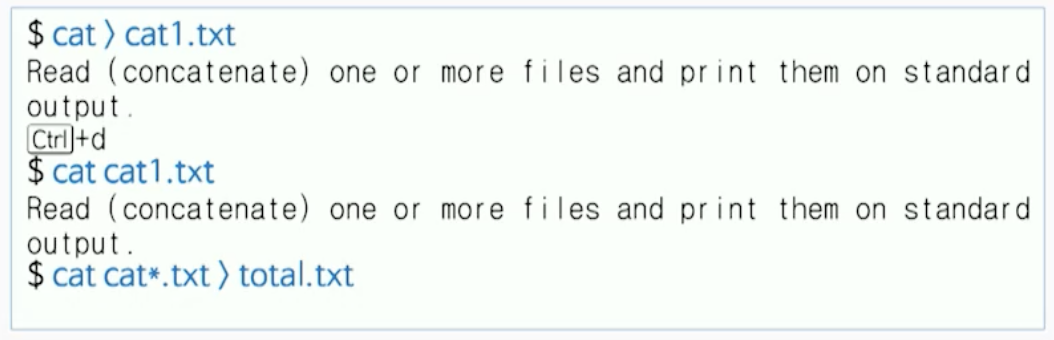 $ cat 〉 cat1.txt
Read (concatenate) one or more files and print them on standard
output.
Ctrl+d
$ cat cat1.txt
Read (concatenate) one or more files and print them on standard
output.
$ cat cat*.txt 〉 total.txt